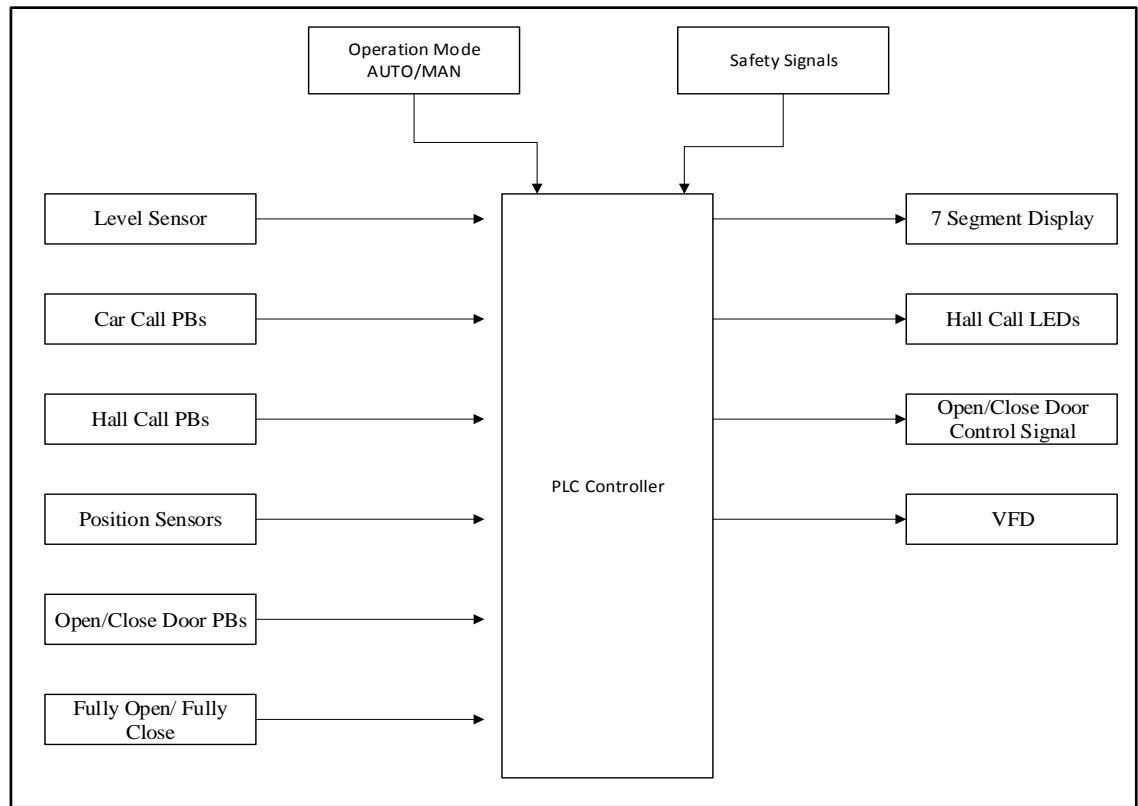 Operation Mode
AUTO/MAN
Safety Signals
Level Sensor
Car Call PBs
Hall Call PBs
Position Sensors
Open/Close Door PBs
Fully Open/ Fully
Close
PLC Controller
7 Segment Display
Hall Call LEDs
Open/Close Door
Control Signal
VFD